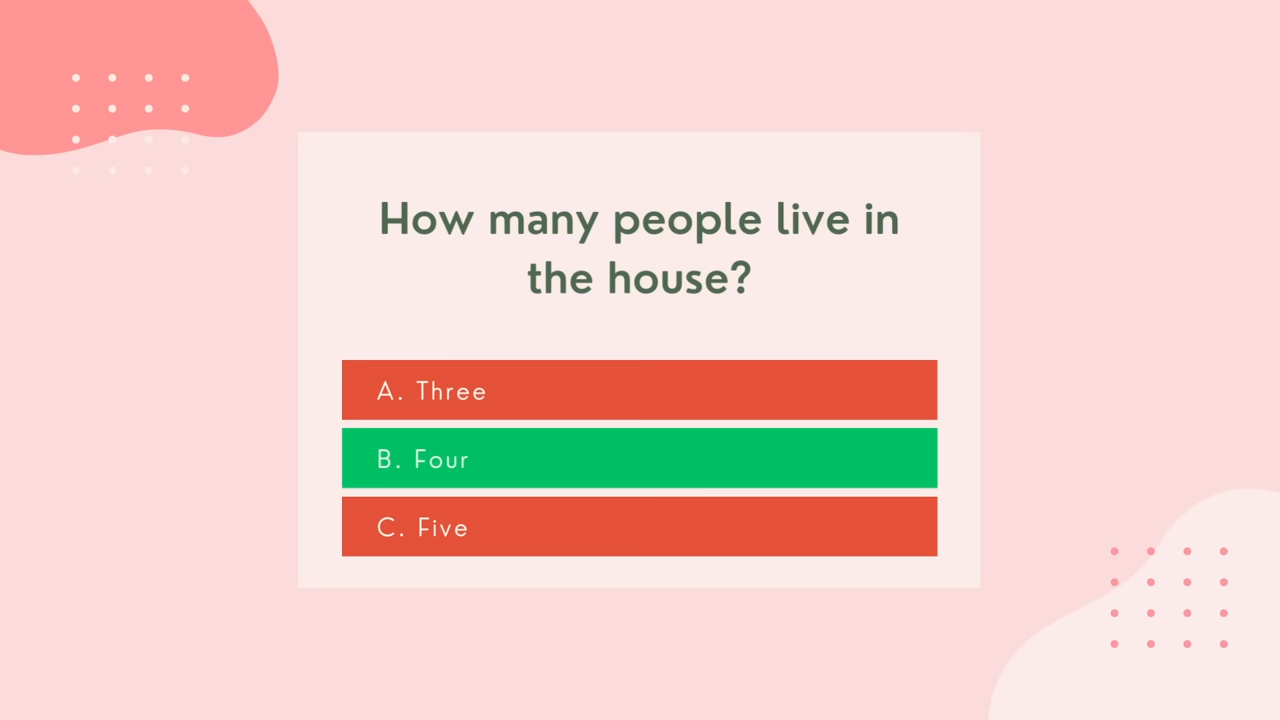 How many people live in
the house?
A. Three
B. Four
C. Five